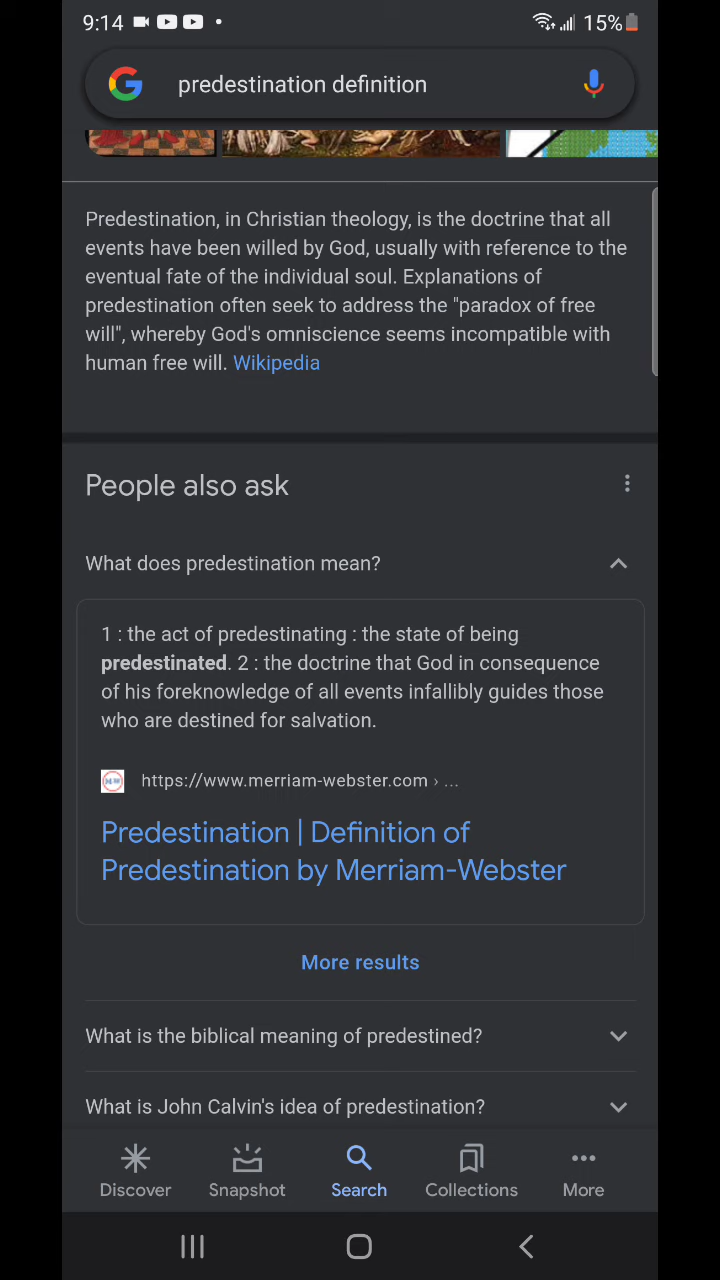 9:14
15%
predestination definition
Predestination, in Christian theology, is the doctrine that all
events have been willed by God, usually with reference to the
eventual fate of the individual soul. Explanations of
predestination often seek to address the "paradox of free
will", whereby God's omniscience seems incompatible with
human free will. Wikipedia
People also ask
What does predestination mean?
1 : the act of predestinating : the state of being
predestinated. 2 : the doctrine that God in consequence
of his foreknowledge of all events infallibly guides those
who are destined for salvation.
https://www.merriam-webster.com › ...
Predestination | Definition of
Predestination by Merriam-Webster
More results
What is the biblical meaning of predestined?
What is John Calvin's idea of predestination?
Discover Snapshot Search Collections More